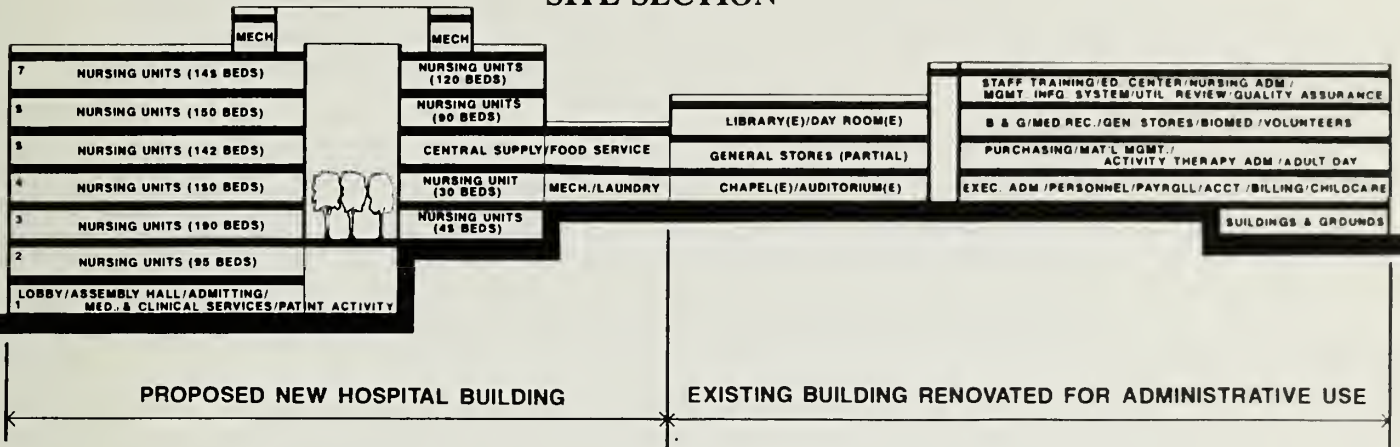 SITE SECTION
MECH
MECH
7 NURSING UNITS (BEDS)
NURSING UNITS
(120 BEDS)
NURSING UNITS (150 BEDS)
NURSING UNITS
(90 BEDS)
NURSING UNITS (142 BEDS)
CENTRAL SUPPLY/FOOD SERVICE
4 NURSING UNITS (BEDS)
NURSING UNIT
(30 BEDS)
MECH./LAUNDRY
3 NURSING UNITS (190 BEDS)
NURSING UNITS
(BEDS)
2 NURSING UNITS (95 BEDS)
LOBBY/ASSEMBLY HALL/ADMITTING/
1 MED. & CLINICAL SERVICES/PATINT ACTIVITY
LIBRARY(E)/DAY ROOM(E)
GENERAL STORES (PARTIAL)
CHAPEL(E)/AUDITORIUM(E)
STAFF TRAINING/ED. CENTER/NURSING ADM/
MGMT. INFO. SYSTEM/UTIL REVIEW/QUALITY ASSURANCE
B & G/MED.REC./GEN STORES/BIOMED/VOLUNTEERS
PURCHASING/MAT'L MGMT./
ACTIVITY THERAPY ADM/ADULT DAY
EXEC. ADM/PERSONNEL/PAYROLL/ACCT/BILLING/CHILDCARE
BUILDINGS & GROUNDS
PROPOSED NEW HOSPITAL BUILDING
EXISTING BUILDING RENOVATED FOR ADMINISTRATIVE USE